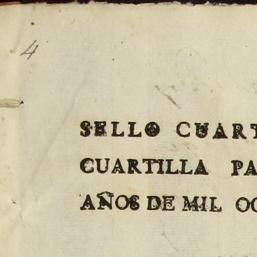 4
SELLO CUART
CUARTILLA PA
AÑOS DE MIL OC